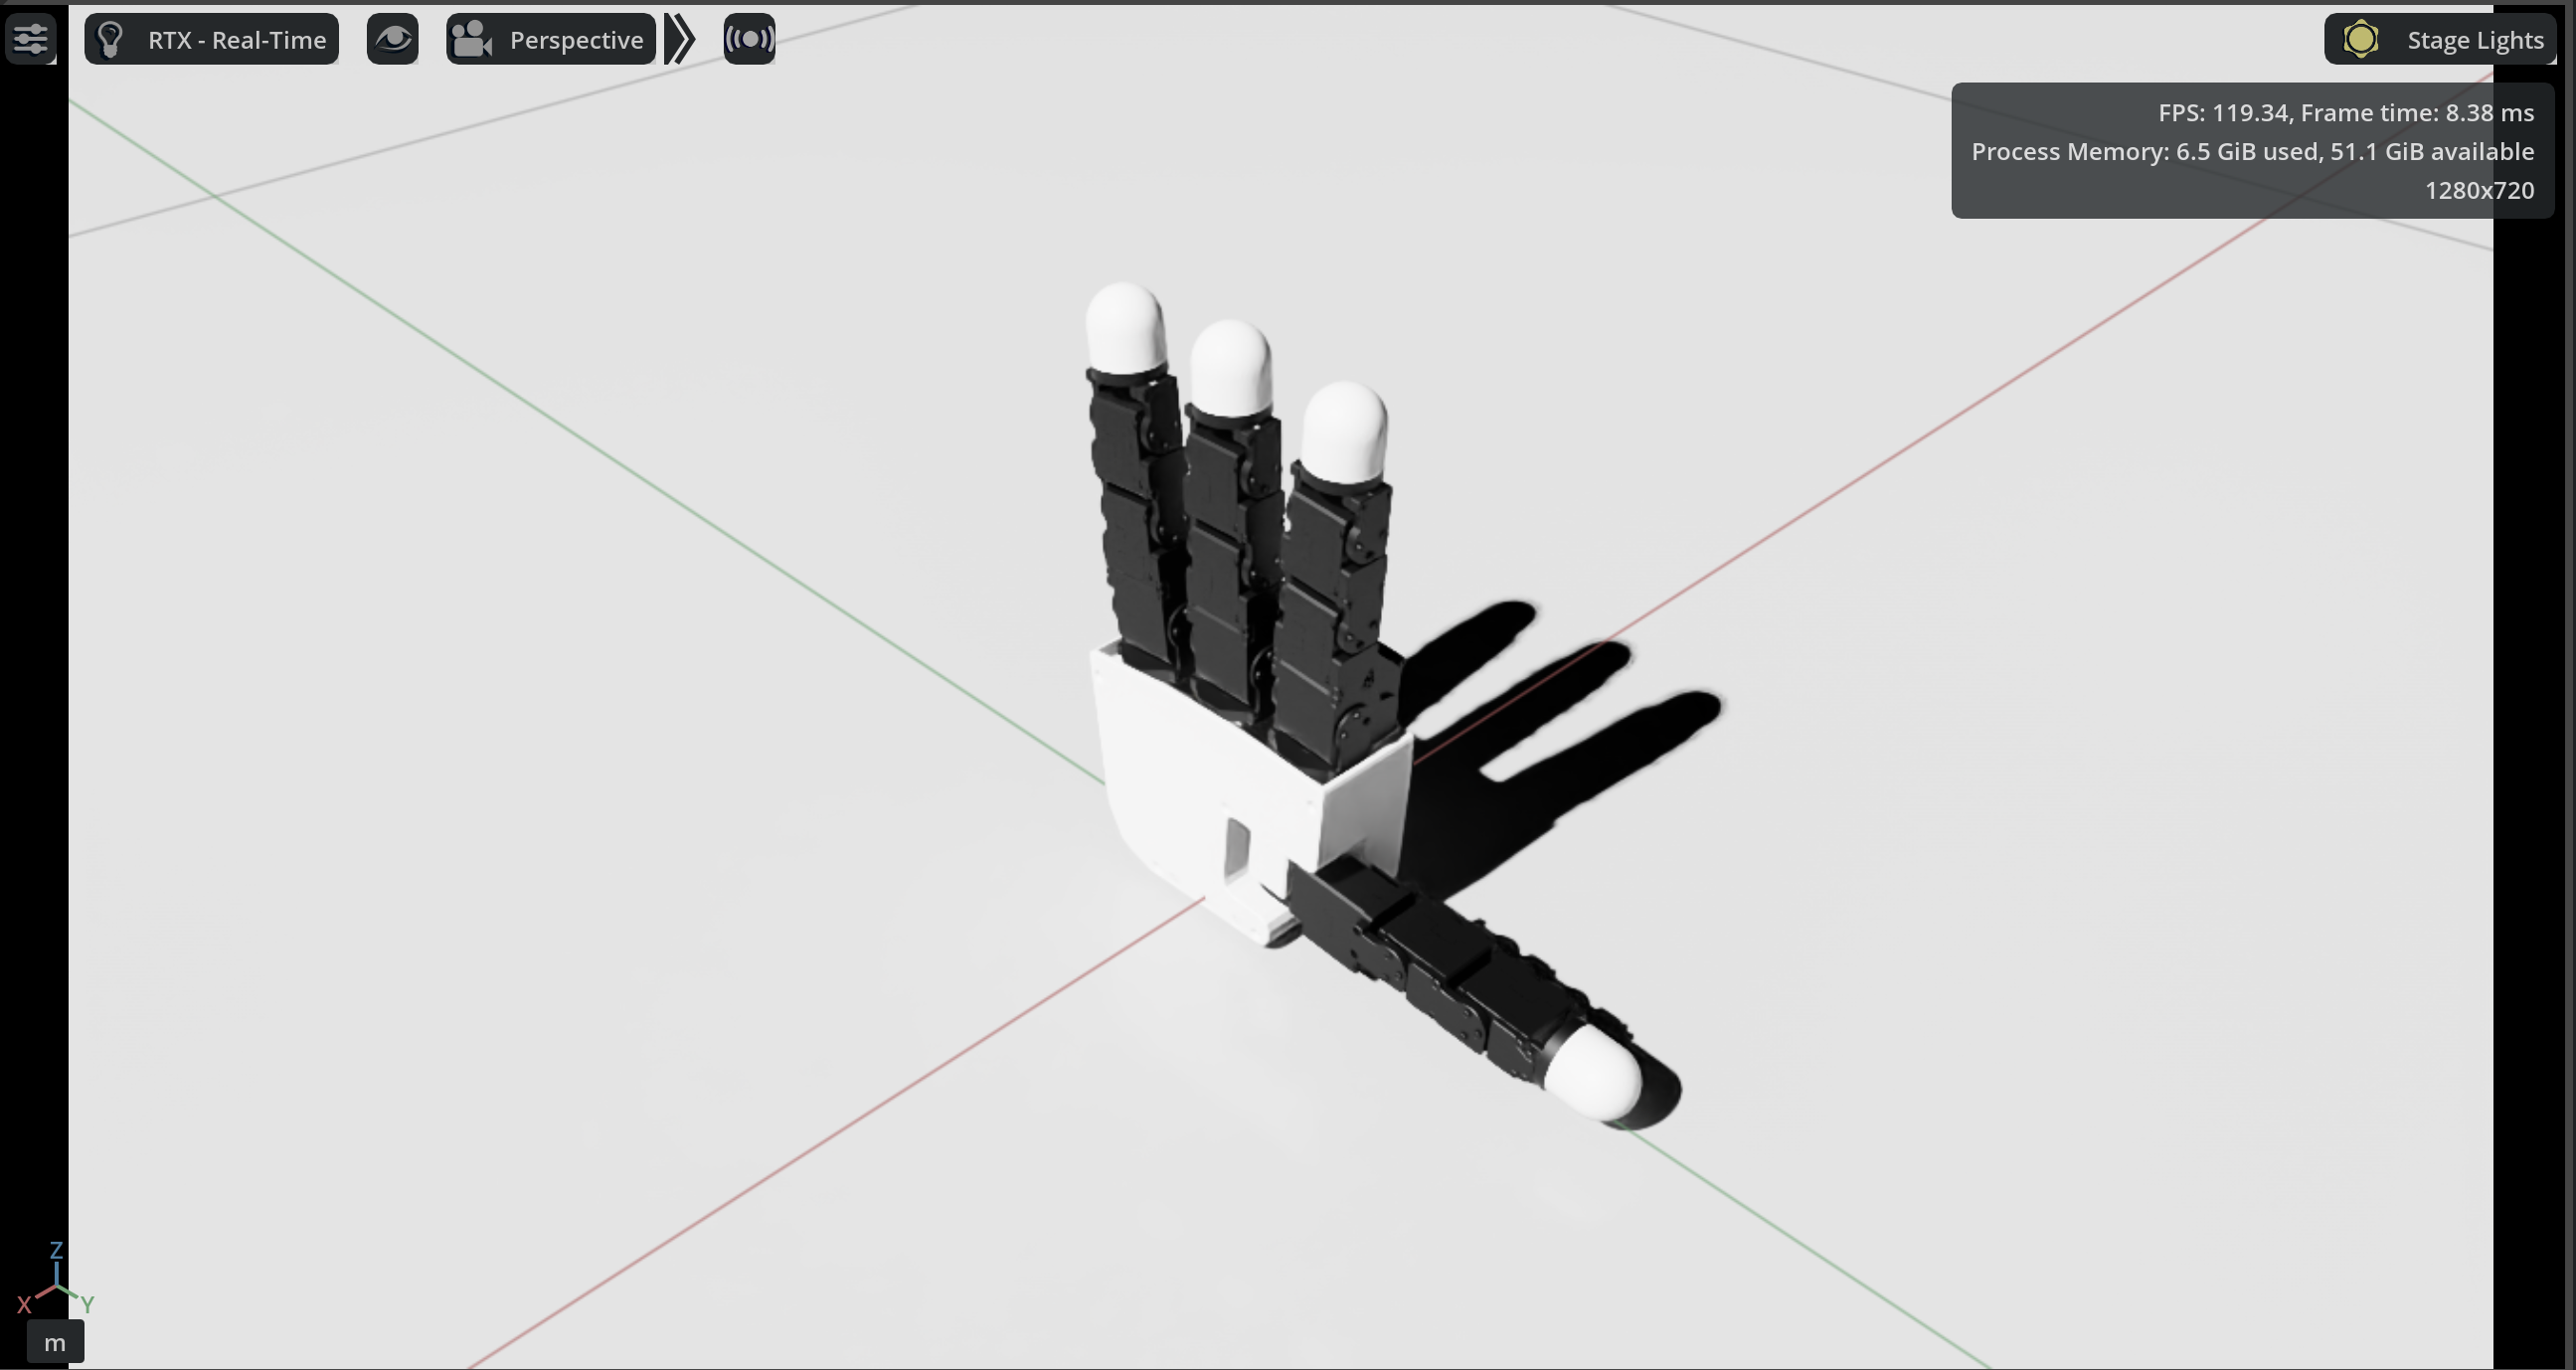 RTX - Real-Time
Perspective
Stage Lights
FPS: 119.34, Frame time: 8.38 ms
Process Memory: 6.5 GiB used, 51.1 GiB available
1280x720
Z
X
Y
m